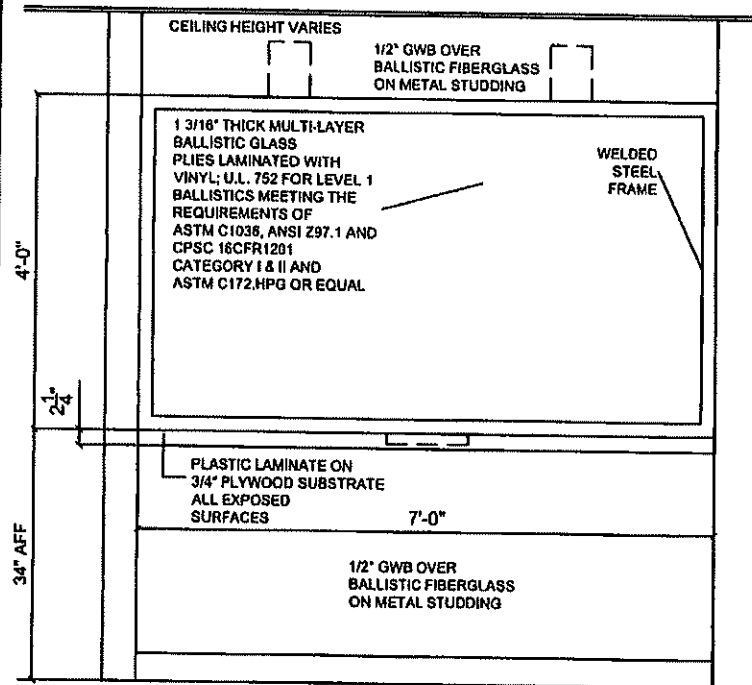 CEILING HEIGHT VARIES
1/2" GWB OVER
BALLISTIC FIBERGLASS
ON METAL STUDDING
1 3/16" THICK MULTI-LAYER
BALLISTIC GLASS
PLIES LAMINATED WITH
VINYL; U.L. 752 FOR LEVEL 1
BALLISTICS MEETING THE
REQUIREMENTS OF
ASTM C1036, ANSI Z97.1 AND
CPSC 16CFR1201
CATEGORY I & II AND
ASTM C172,HPG OR EQUAL
WELDED
STEEL
FRAME
4'-0"
2 1/4"
PLASTIC LAMINATE ON
3/4" PLYWOOD SUBSTRATE
ALL EXPOSED
SURFACES
7'-0"
34" AFF
1/2" GWB OVER
BALLISTIC FIBERGLASS
ON METAL STUDDING